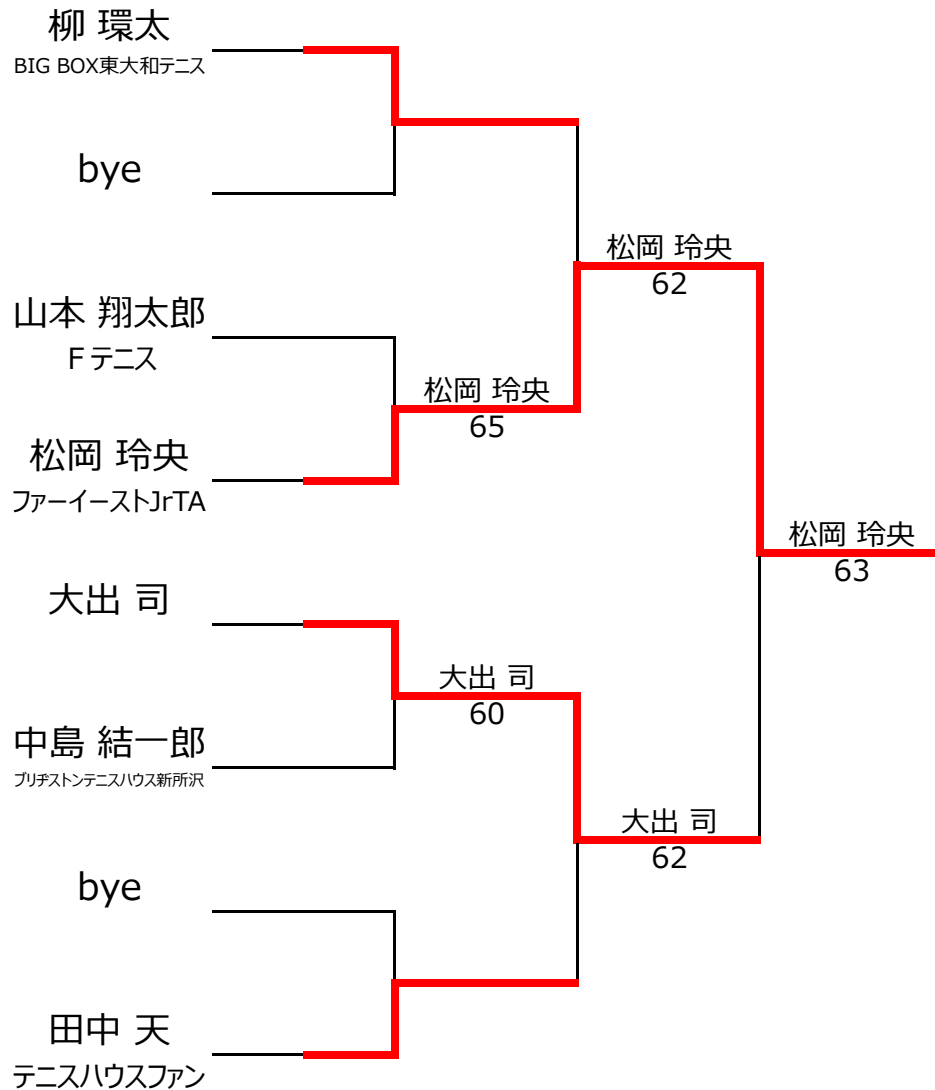 柳 環太
BIG BOX東大和テニス
bye
山本 翔太郎
F テニス
松岡 玲央
ファーイーストJrTA
大出 司
中島 結一郎
ブリヂストンテニスハウス新所沢
bye
田中 天
テニスハウスファン
松岡 玲央
65
大出 司
60
松岡 玲央
62
大出 司
62
松岡 玲央
63